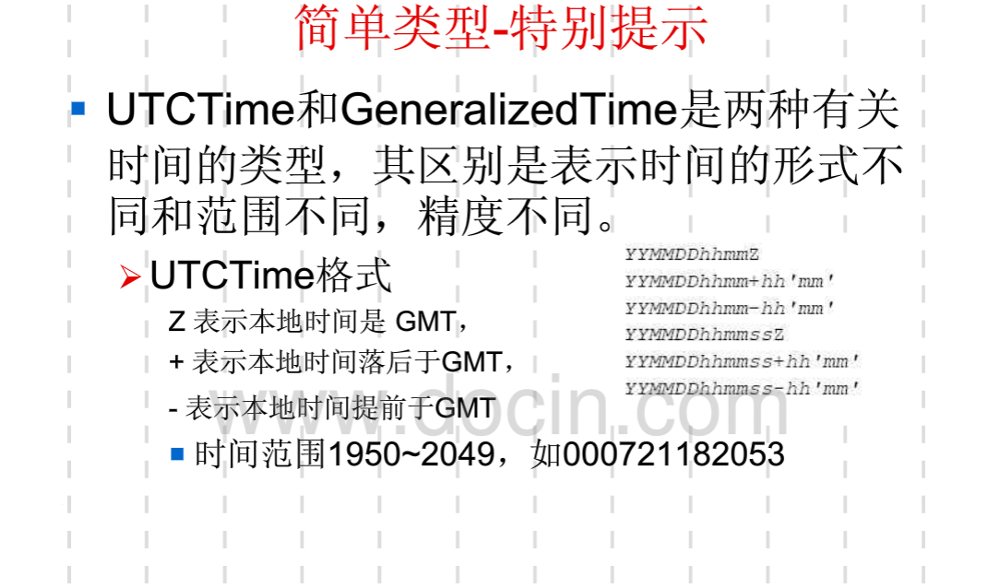 简单类型-特别提示
UTCTime和GeneralizedTime是两种有关
时间的类型，其区别是表示时间的形式不
同和范围不同，精度不同。
UTCTime格式
Z 表示本地时间是 GMT，
+ 表示本地时间落后于GMT，
- 表示本地时间提前于GMT
时间范围1950~2049，如000721182053
YYMMDDhhmmZ
YYMMDDhhmm+hh'mm'
YYMMDDhhmm-hh'mm'
YYMMDDhhmmssZ
YYMMDDhhmmss+hh'mm'
YYMMDDhhmmss-hh'mm'
www.docin.com